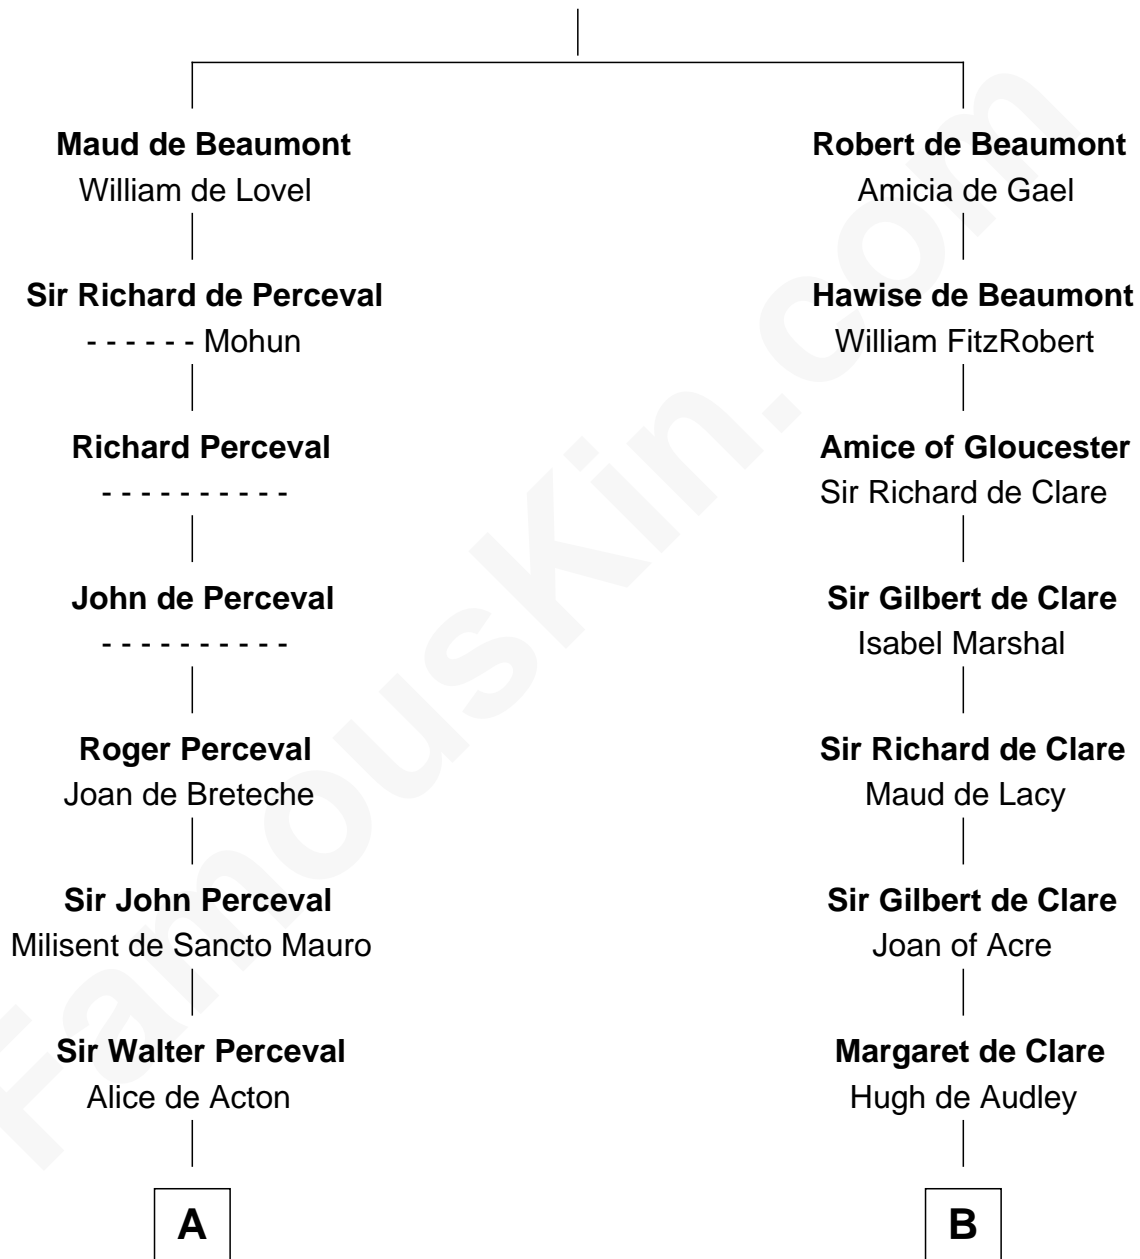 Maud de Beaumont
William de Lovel
Sir Richard de Perceval
- - - - - - Mohun
Richard Perceval
- - - - - - - - - -
John de Perceval
- - - - - - - - - -
Roger Perceval
Joan de Breteche
Sir John Perceval
Milisent de Sancto Mauro
Sir Walter Perceval
Alice de Acton
A
Robert de Beaumont
Amicia de Gael
Hawise de Beaumont
William FitzRobert
Amice of Gloucester
Sir Richard de Clare
Sir Gilbert de Clare
Isabel Marshal
Sir Richard de Clare
Maud de Lacy
Sir Gilbert de Clare
Joan of Acre
Margaret de Clare
Hugh de Audley
B
FamousKin.com